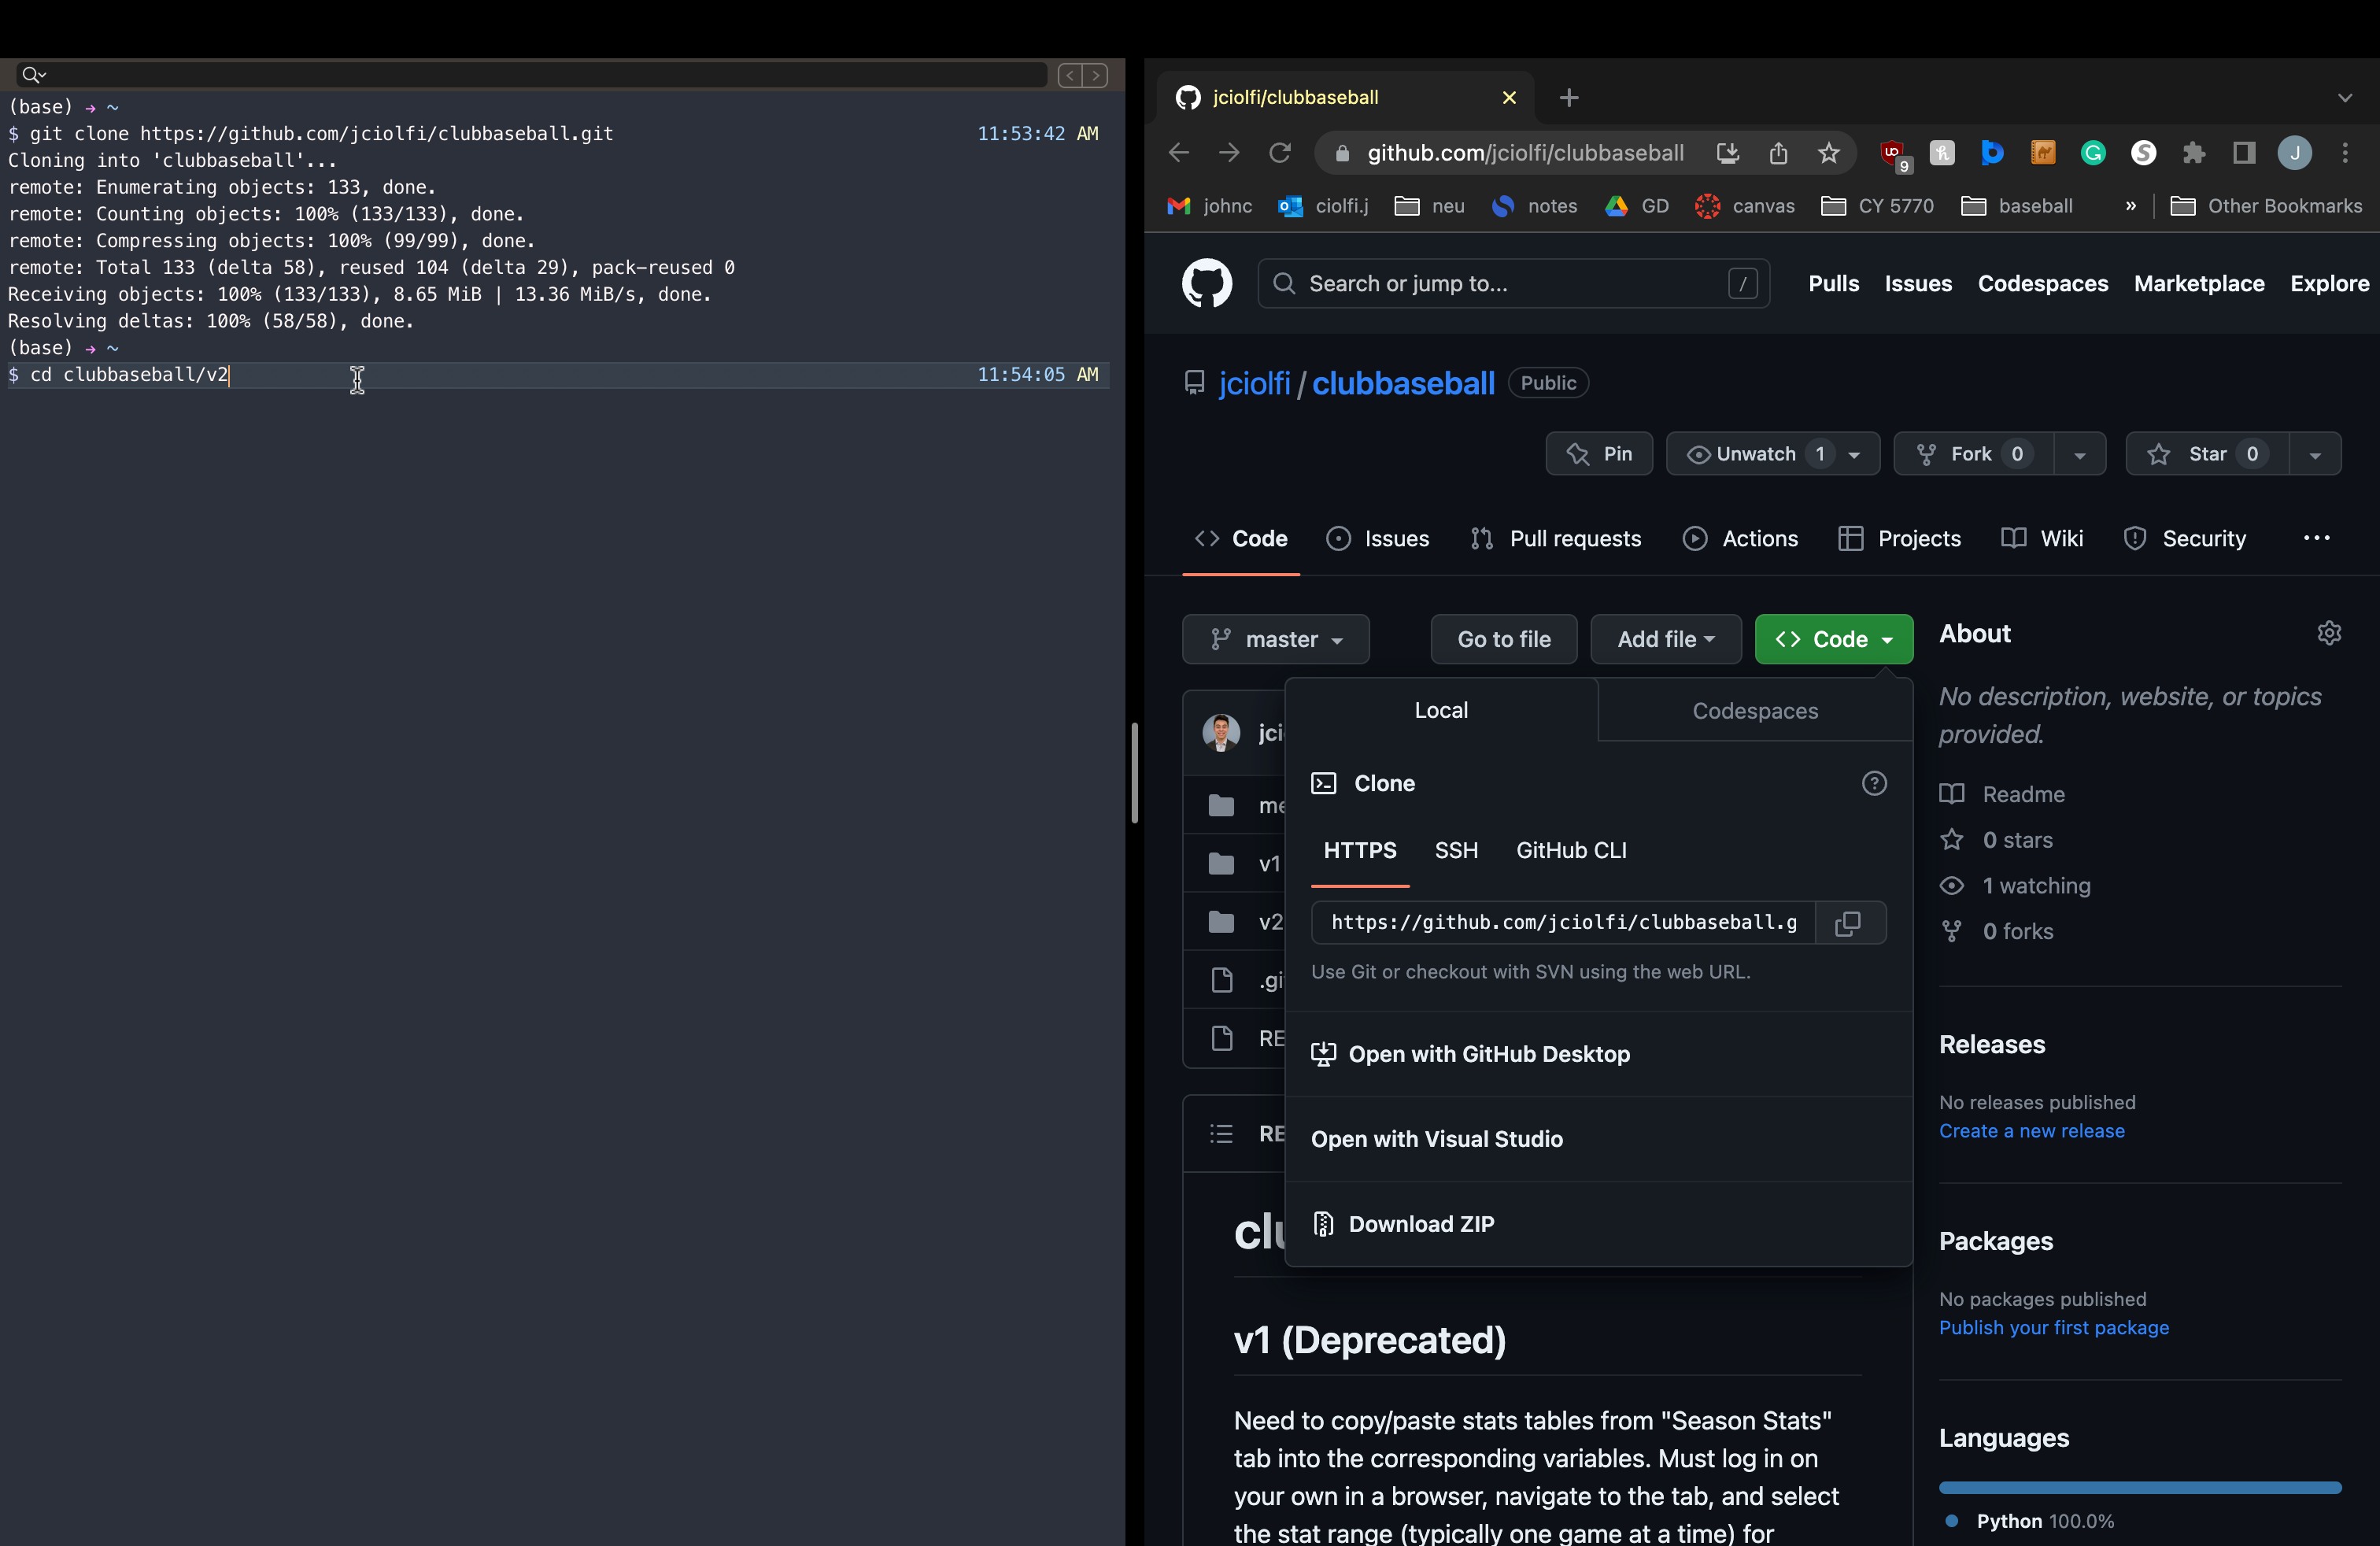 (base) → ~
$ git clone https://github.com/jciolfi/clubbaseball.git 11:53:42 AM
Cloning into 'clubbaseball'...
remote: Enumerating objects: 133, done.
remote: Counting objects: 100% (133/133), done.
remote: Compressing objects: 100% (99/99), done.
remote: Total 133 (delta 58), reused 104 (delta 29), pack-reused 0
Receiving objects: 100% (133/133), 8.65 MiB | 13.36 MiB/s, done.
Resolving deltas: 100% (58/58), done.
(base) → ~
$ cd clubbaseball/v2 11:54:05 AM
jciolfi/clubbaseball
github.com/jciolfi/clubbaseball
9
J
johnc ciolfi.j neu notes GD canvas CY 5770 baseball » Other Bookmarks
Search or jump to... /
Pulls Issues Codespaces Marketplace Explore
jciolfi / clubbaseball Public
Pin Unwatch 1 Fork 0 Star 0
Code Issues Pull requests Actions Projects Wiki Security ...
master Go to file Add file Code
jci
me
v1
v2
.gi
RE
RE
Local Codespaces
Clone
HTTPS SSH GitHub CLI
https://github.com/jciolfi/clubbaseball.g
Use Git or checkout with SVN using the web URL.
Open with GitHub Desktop
Open with Visual Studio
Download ZIP
clu
v1 (Deprecated)
Need to copy/paste stats tables from "Season Stats"
tab into the corresponding variables. Must log in on
your own in a browser, navigate to the tab, and select
the stat range (typically one game at a time) for
About
No description, website, or topics
provided.
Readme
0 stars
1 watching
0 forks
Releases
No releases published
Create a new release
Packages
No packages published
Publish your first package
Languages
Python 100.0%